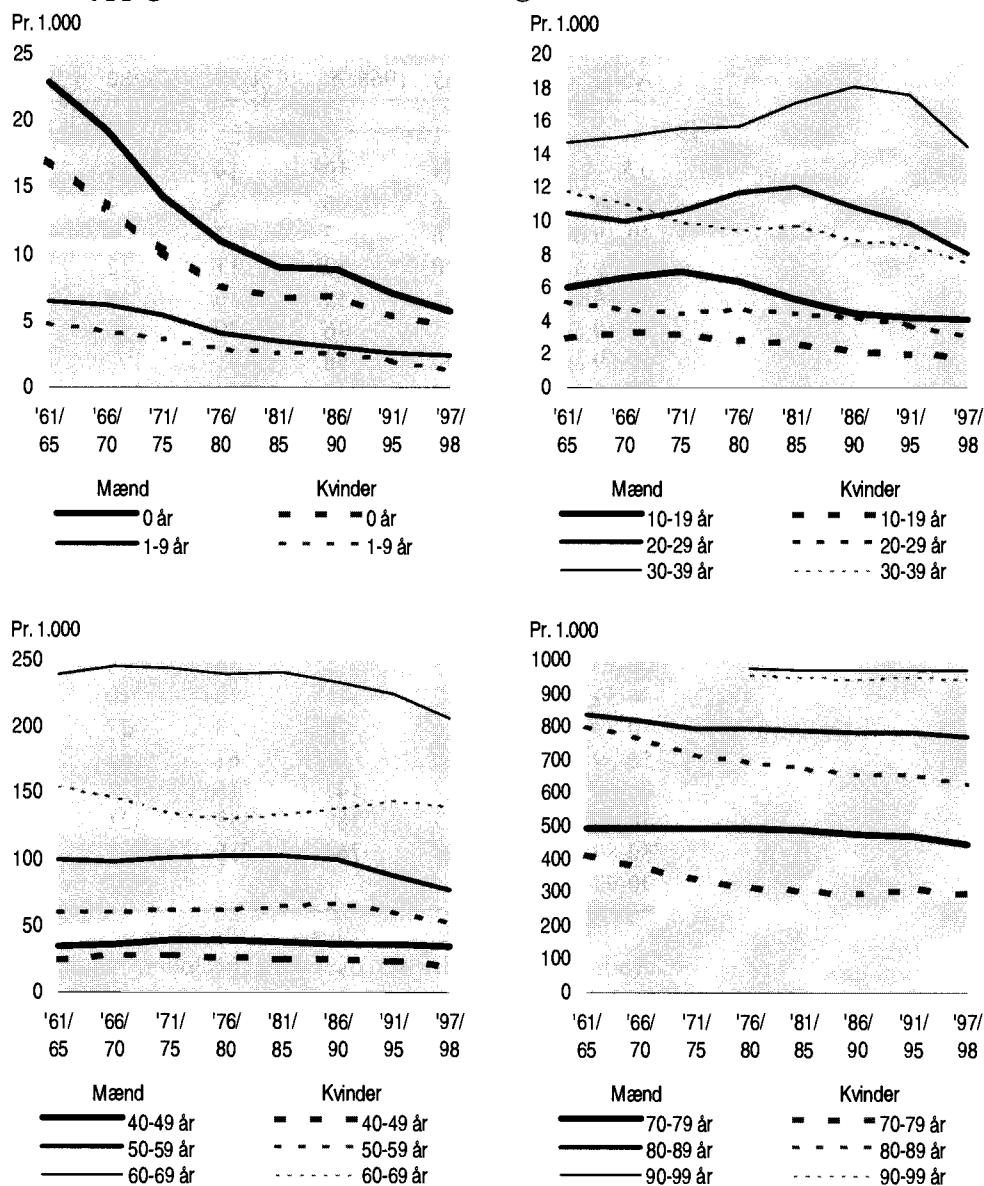 Pr. 1.000
25
20
15
10
5
0
'61/ '66/ '71/ '76/ '81/ '86/ '91/ '97/
65 70 75 80 85 90 95 98
Mænd Kvinder
0 år 0 år
1-9 år 1-9 år
Pr. 1.000
20
18
16
14
12
10
8
6
4
2
0
'61/ '66/ '71/ '76/ '81/ '86/ '91/ '97/
65 70 75 80 85 90 95 98
Mænd Kvinder
10-19 år 10-19 år
20-29 år 20-29 år
30-39 år 30-39 år
Pr. 1.000
250
200
150
100
50
0
'61/ '66/ '71/ '76/ '81/ '86/ '91/ '97/
65 70 75 80 85 90 95 98
Mænd Kvinder
40-49 år 40-49 år
50-59 år 50-59 år
60-69 år 60-69 år
Pr. 1.000
1000
900
800
700
600
500
400
300
200
100
0
'61/ '66/ '71/ '76/ '81/ '86/ '91/ '97/
65 70 75 80 85 90 95 98
Mænd Kvinder
70-79 år 70-79 år
80-89 år 80-89 år
90-99 år 90-99 år